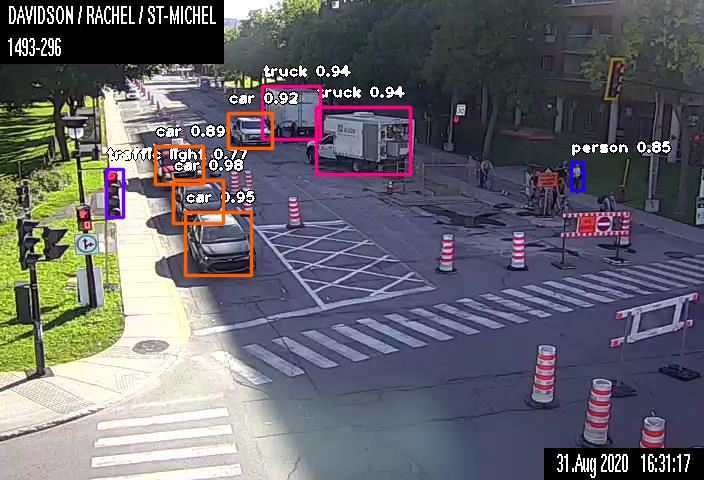 DAVIDSON / RACHEL / ST-MICHEL
1493-296
truck 0.94
truck 0.94
car 0.92
car 0.89
traffic light 0.77
car 0.98
car 0.95
person 0.85
31.Aug 2020 16:31:17